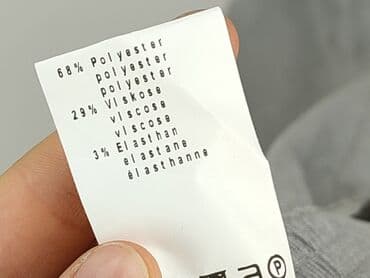 68% Polyester
polyester
polyester
29% Viskose
viscose
viscose
3% Elasthan
elastane
élasthanne
P